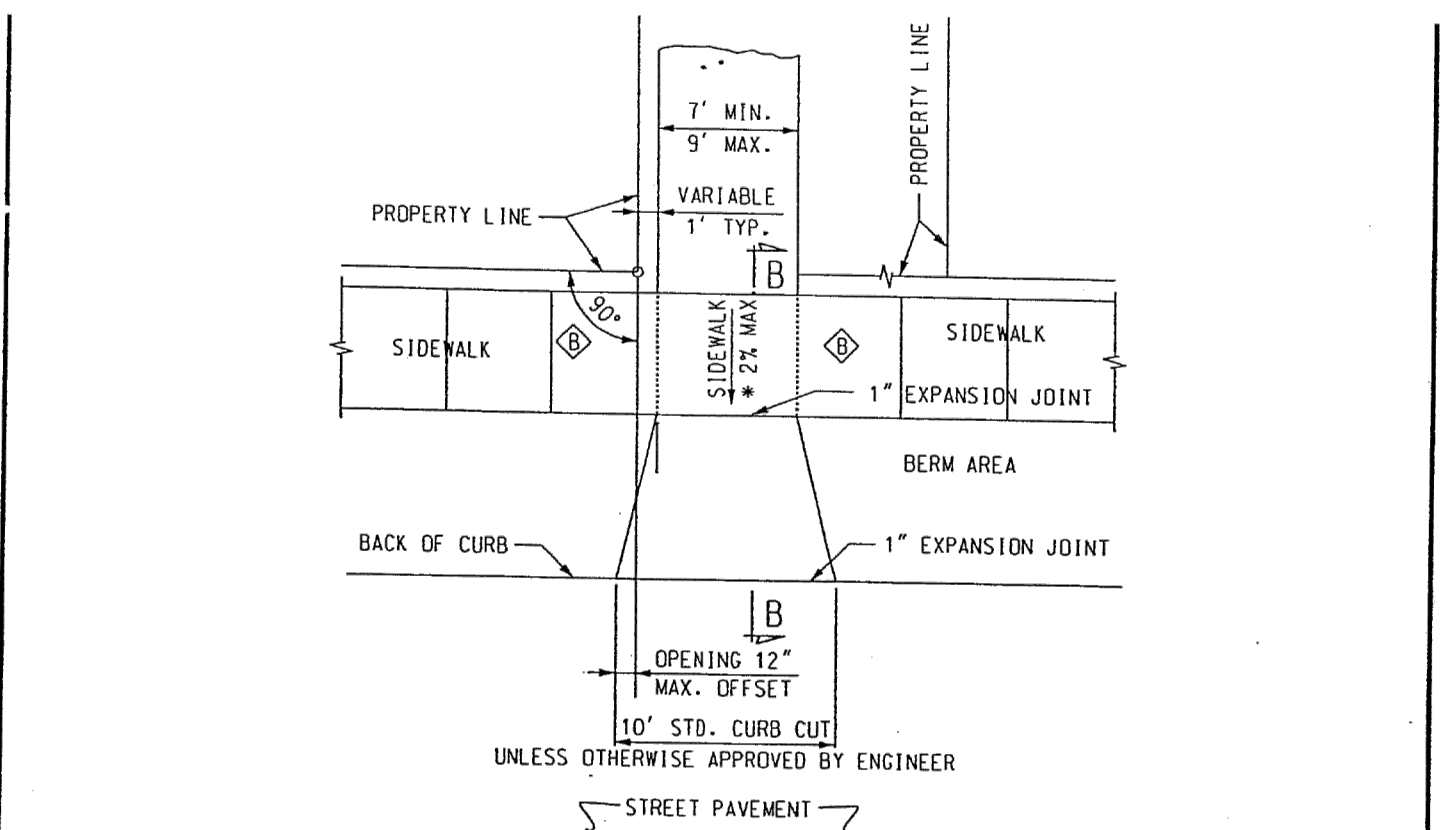 PROPERTY LINE
7' MIN.
9' MAX.
VARIABLE
1' TYP.
PROPERTY LINE
B
90°
SIDEWALK
B
SIDEWALK
* 2% MAX
B
SIDEWALK
1" EXPANSION JOINT
BERM AREA
BACK OF CURB
1" EXPANSION JOINT
B
OPENING 12"
MAX. OFFSET
10' STD. CURB CUT
UNLESS OTHERWISE APPROVED BY ENGINEER
STREET PAVEMENT